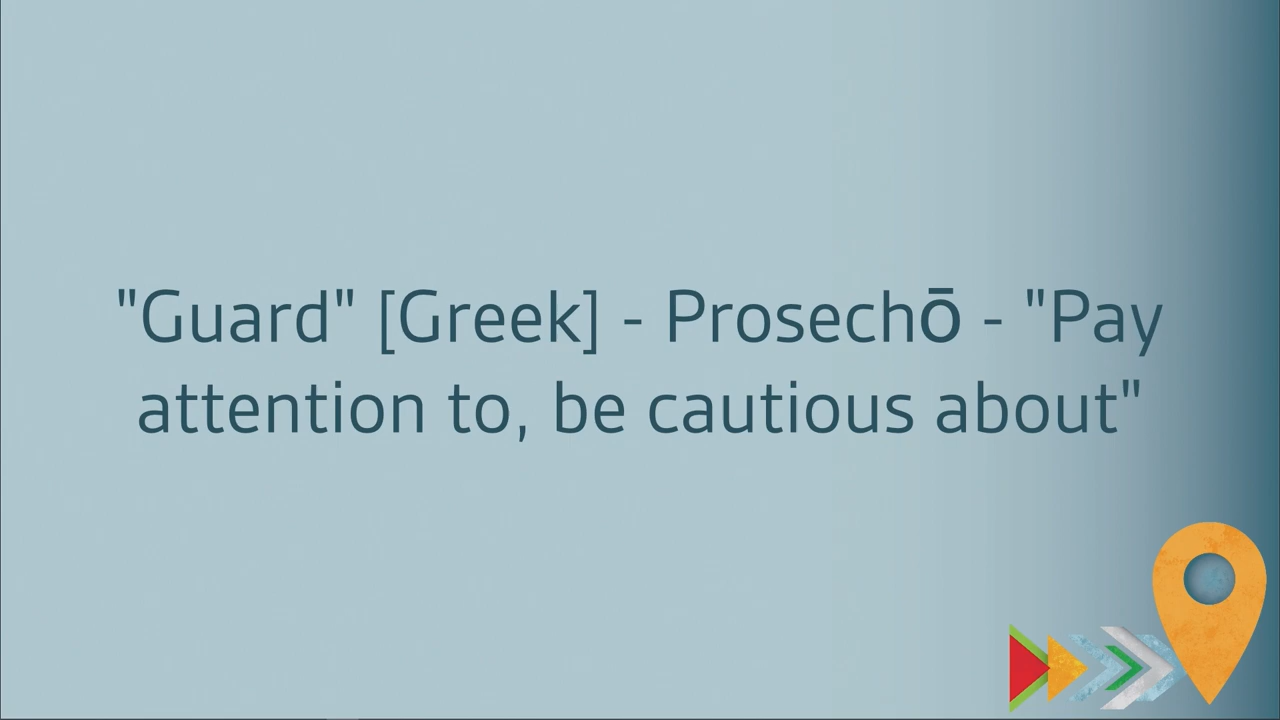 "Guard" [Greek] - Prosechō - "Pay
attention to, be cautious about"